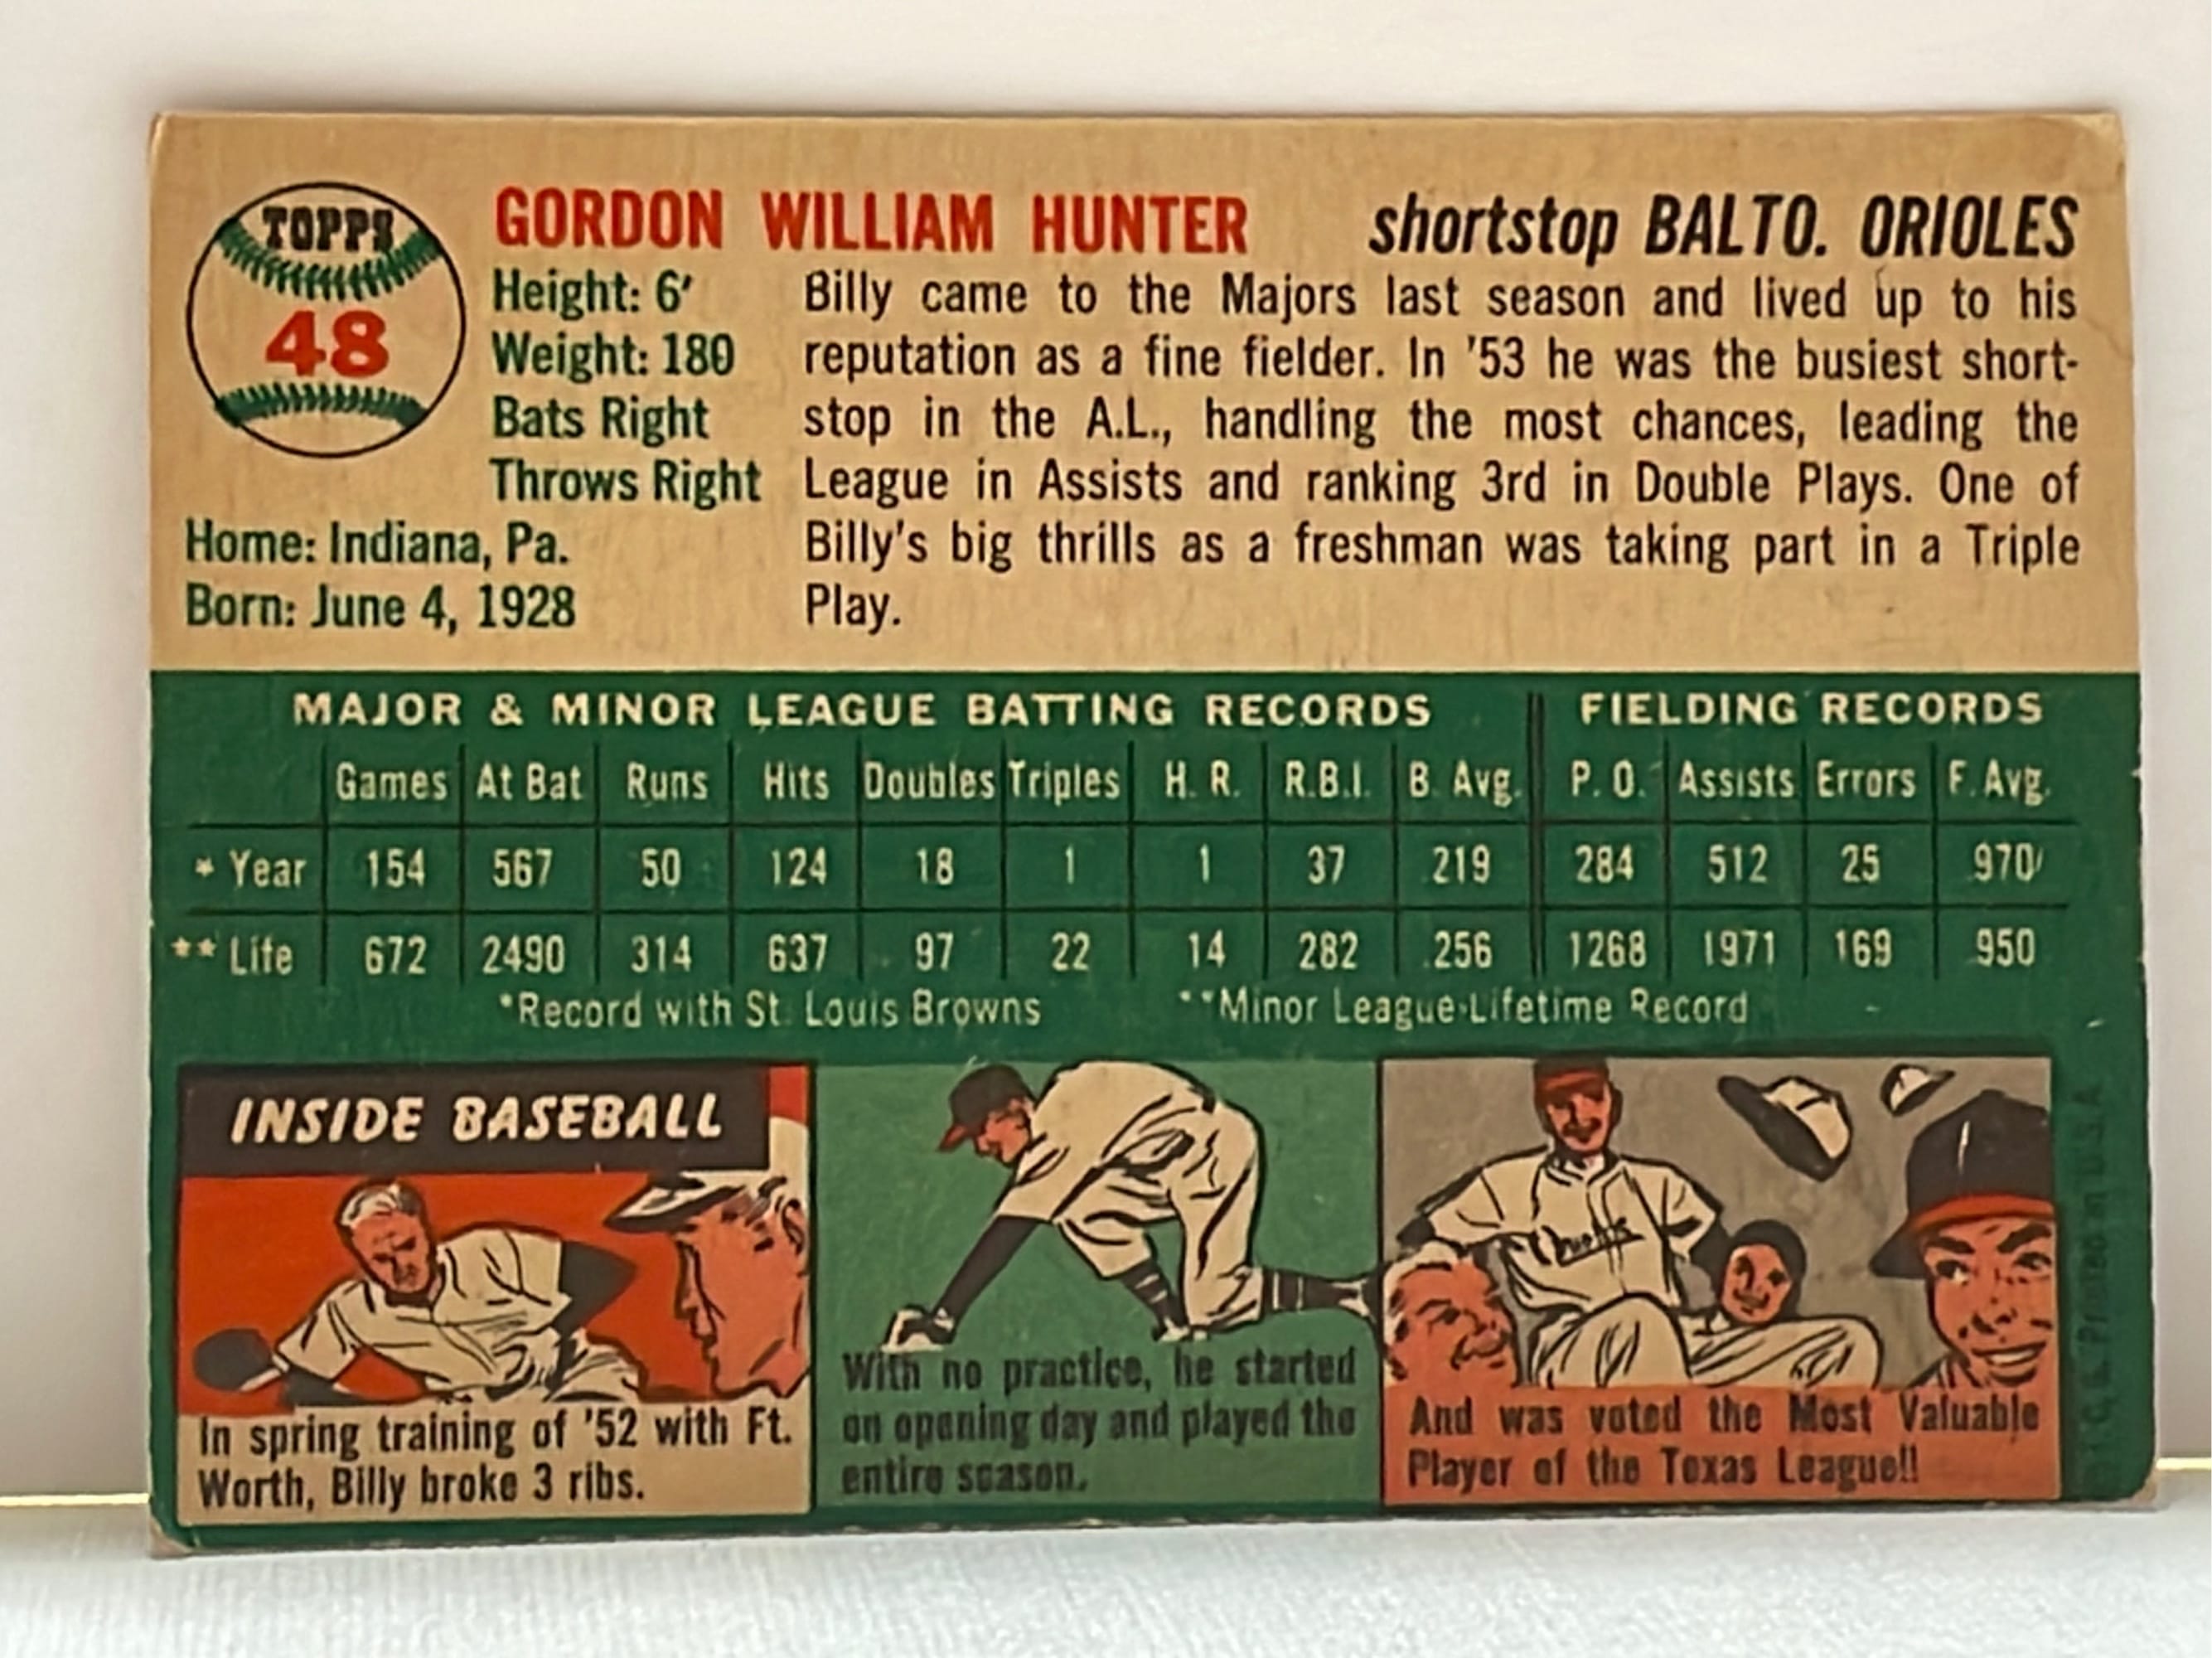 TOPPS
48
GORDON WILLIAM HUNTER shortstop BALTO. ORIOLES
Height: 6'
Weight: 180
Bats Right
Throws Right
Home: Indiana, Pa.
Born: June 4, 1928
Billy came to the Majors last season and lived up to his
reputation as a fine fielder. In '53 he was the busiest short-
stop in the A.L., handling the most chances, leading the
League in Assists and ranking 3rd in Double Plays. One of
Billy's big thrills as a freshman was taking part in a Triple
Play.
MAJOR & MINOR LEAGUE BATTING RECORDS FIELDING RECORDS
Games At Bat Runs Hits Doubles Triples H. R. R.B.I. B. Avg. P. O. Assists Errors F. Avg.
* Year 154 567 50 124 18 1 1 37 .219 284 512 25 .970
** Life 672 2490 314 637 97 22 14 282 .256 1268 1971 169 .950
*Record with St. Louis Browns **Minor League-Lifetime Record
INSIDE BASEBALL
In spring training of '52 with Ft.
Worth, Billy broke 3 ribs.
With no practice, he started
on opening day and played the
entire season.
And was voted the Most Valuable
Player of the Texas League!!
T.C.G. Printed in U.S.A.